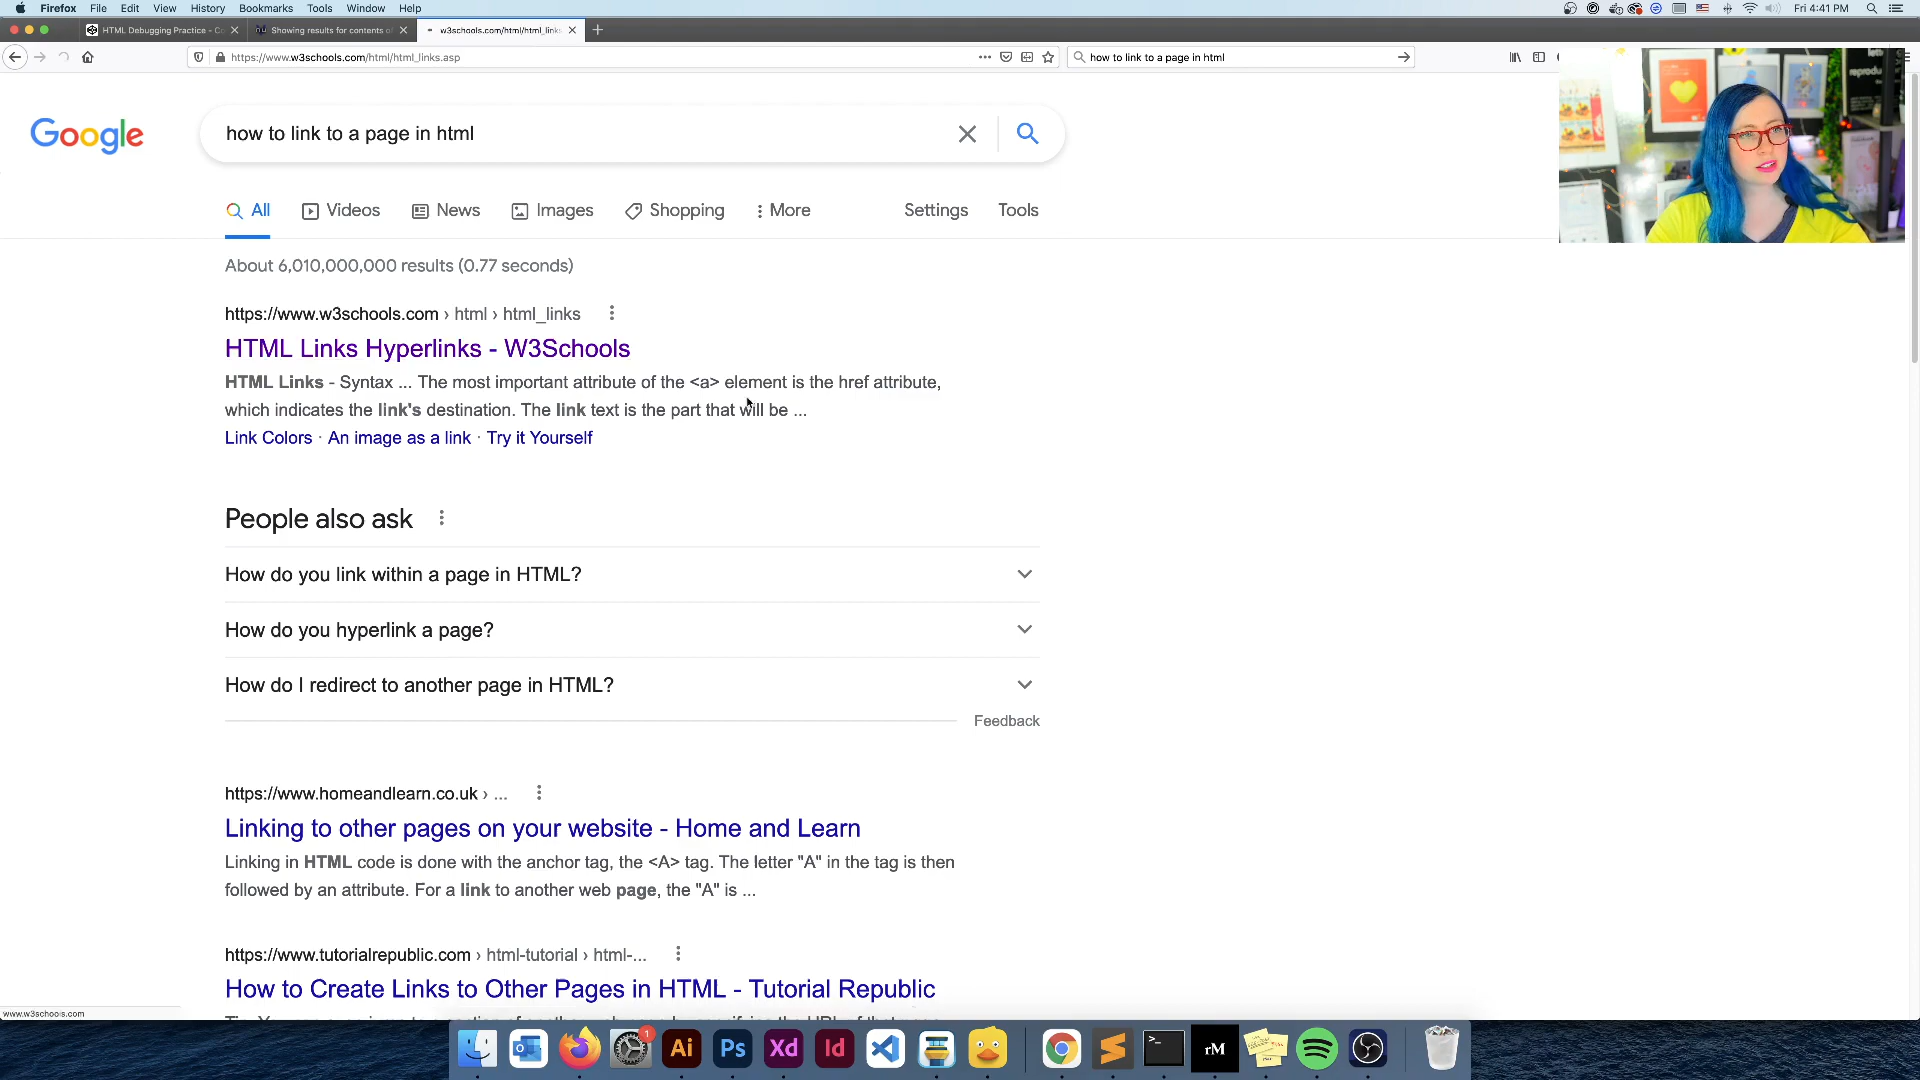 Firefox File Edit View History Bookmarks Tools Window Help Fri 4:41 PM
HTML Debugging Practice - C
Showing results for contents o
w3schools.com/html/html_links
https://www.w3schools.com/html/html_links.asp
how to link to a page in html
Google
how to link to a page in html
All Videos News Images Shopping More Settings Tools
About 6,010,000,000 results (0.77 seconds)
https://www.w3schools.com › html › html_links
HTML Links Hyperlinks - W3Schools
HTML Links - Syntax ... The most important attribute of the <a> element is the href attribute,
which indicates the link's destination. The link text is the part that will be ...
Link Colors · An image as a link · Try it Yourself
People also ask
How do you link within a page in HTML?
How do you hyperlink a page?
How do I redirect to another page in HTML?
Feedback
https://www.homeandlearn.co.uk › ...
Linking to other pages on your website - Home and Learn
Linking in HTML code is done with the anchor tag, the <A> tag. The letter "A" in the tag is then
followed by an attribute. For a link to another web page, the "A" is ...
https://www.tutorialrepublic.com › html-tutorial › html-...
How to Create Links to Other Pages in HTML - Tutorial Republic
www.w3schools.com
1
Ai Ps Xd Id rM